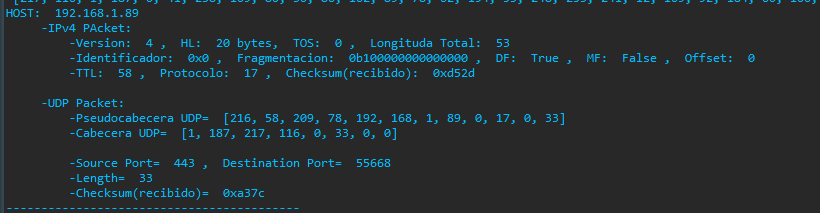 HOST: 192.168.1.89
-IPv4 PAcket:
-Version: 4 , HL: 20 bytes, TOS: 0 , Longituda Total: 53
-Identificador: 0x0 , Fragmentacion: 0b100000000000000 , DF: True , MF: False , Offset: 0
-TTL: 58 , Protocolo: 17 , Checksum(recibido): 0xd52d
-UDP Packet:
-Pseudocabecera UDP= [216, 58, 209, 78, 192, 168, 1, 89, 0, 17, 0, 33]
-Cabecera UDP= [1, 187, 217, 116, 0, 33, 0, 0]
-Source Port= 443 , Destination Port= 55668
-Length= 33
-Checksum(recibido)= 0xa37c
------------------------------------------